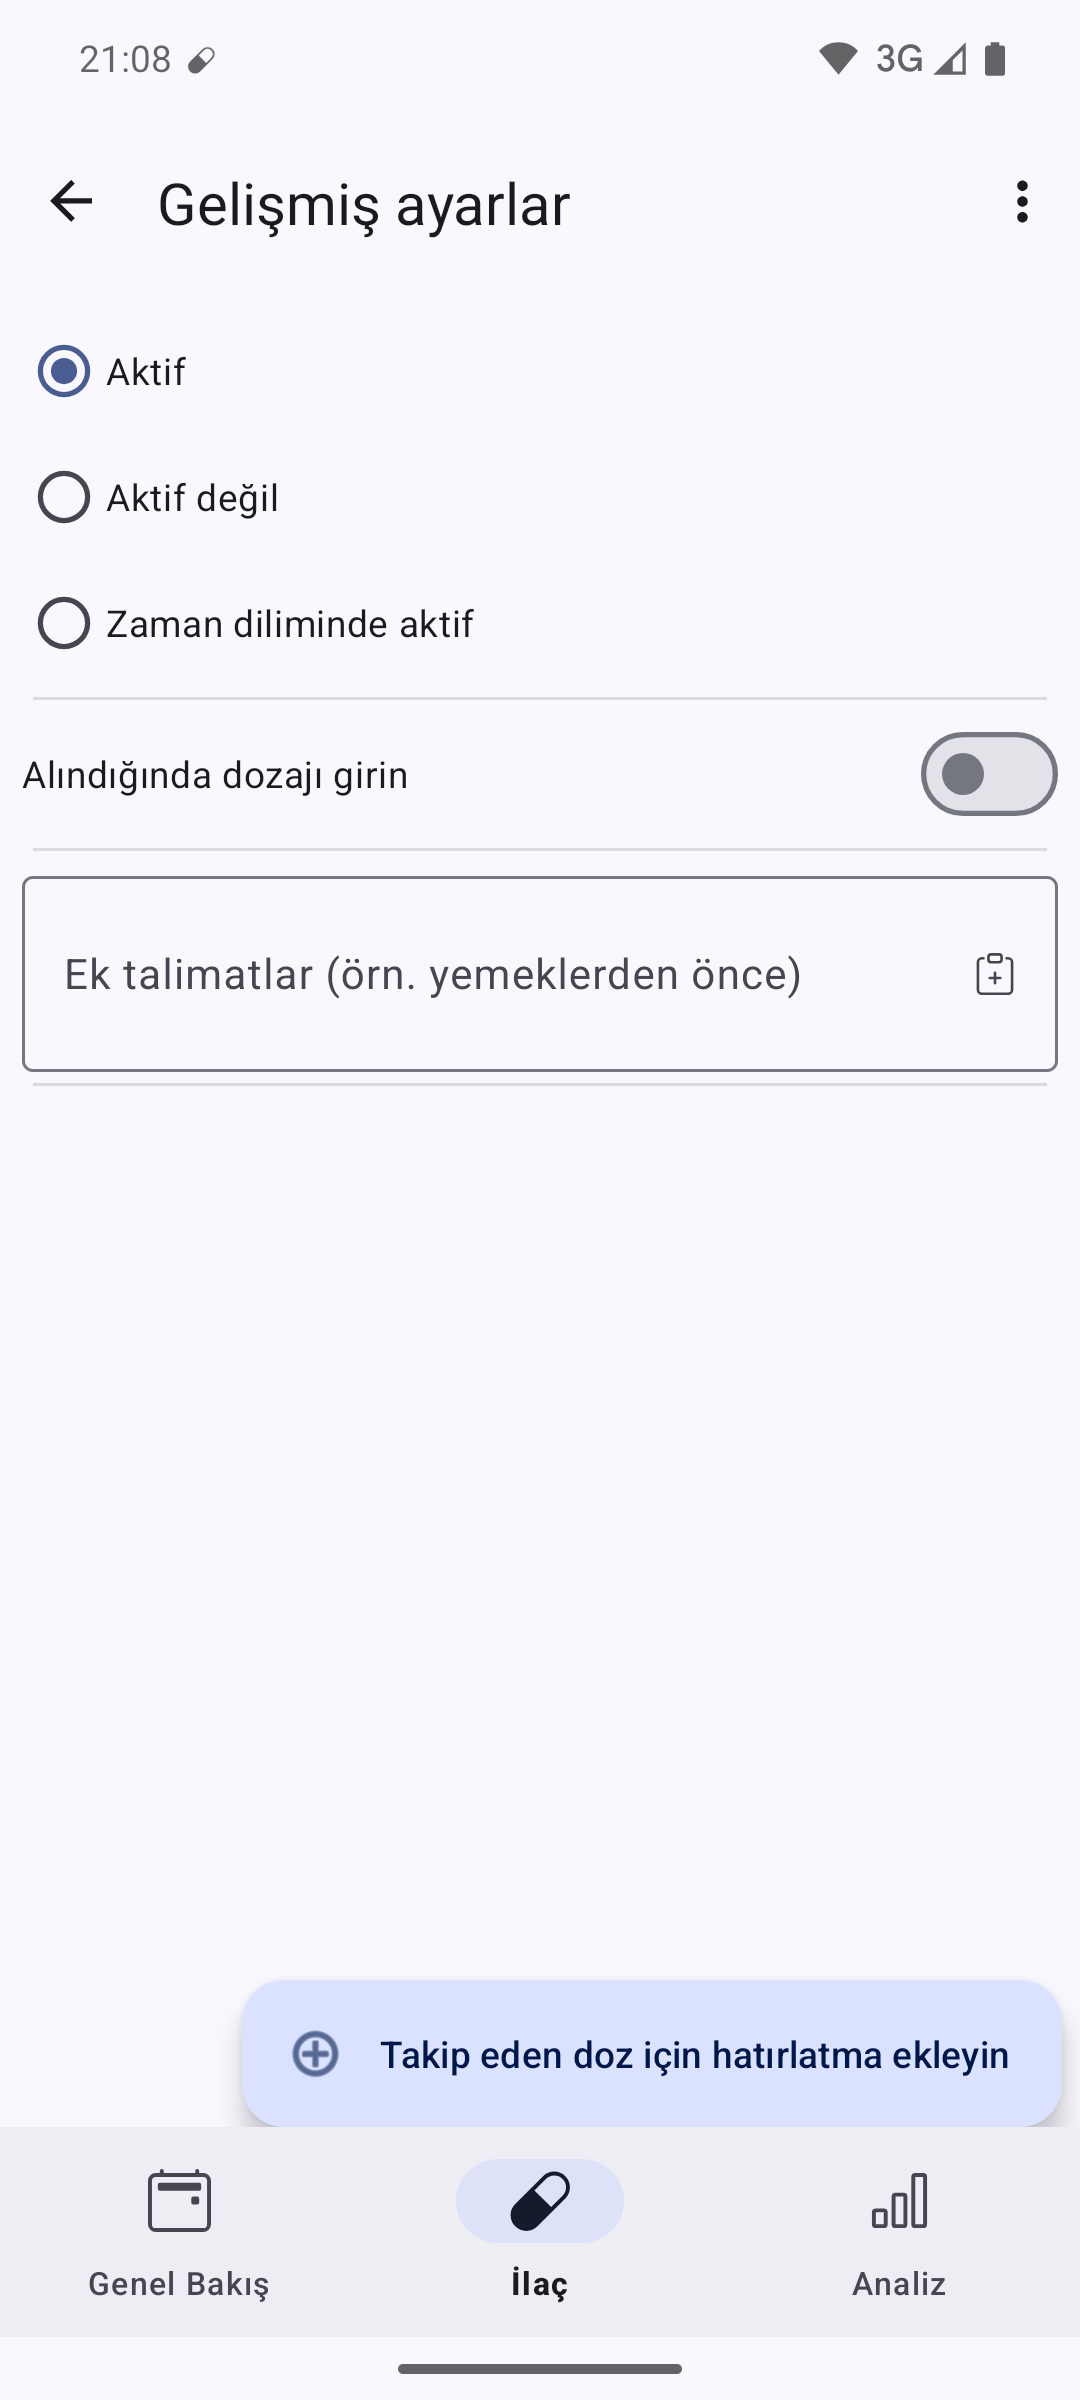 21:08
3G
Gelişmiş ayarlar
Aktif
Aktif değil
Zaman diliminde aktif
Alındığında dozajı girin
Ek talimatlar (örn. yemeklerden önce)
Takip eden doz için hatırlatma ekleyin
Genel Bakış
İlaç
Analiz